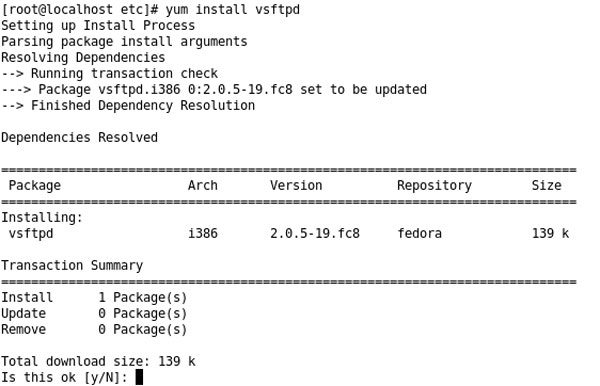 [root@localhost etc]# yum install vsftpd
Setting up Install Process
Parsing package install arguments
Resolving Dependencies
--> Running transaction check
---> Package vsftpd.i386 0:2.0.5-19.fc8 set to be updated
--> Finished Dependency Resolution

Dependencies Resolved

=============================================================================
 Package                 Arch       Version          Repository        Size
=============================================================================
Installing:
 vsftpd                  i386       2.0.5-19.fc8     fedora            139 k

Transaction Summary
=============================================================================
Install      1 Package(s)
Update       0 Package(s)
Remove       0 Package(s)

Total download size: 139 k
Is this ok [y/N]: